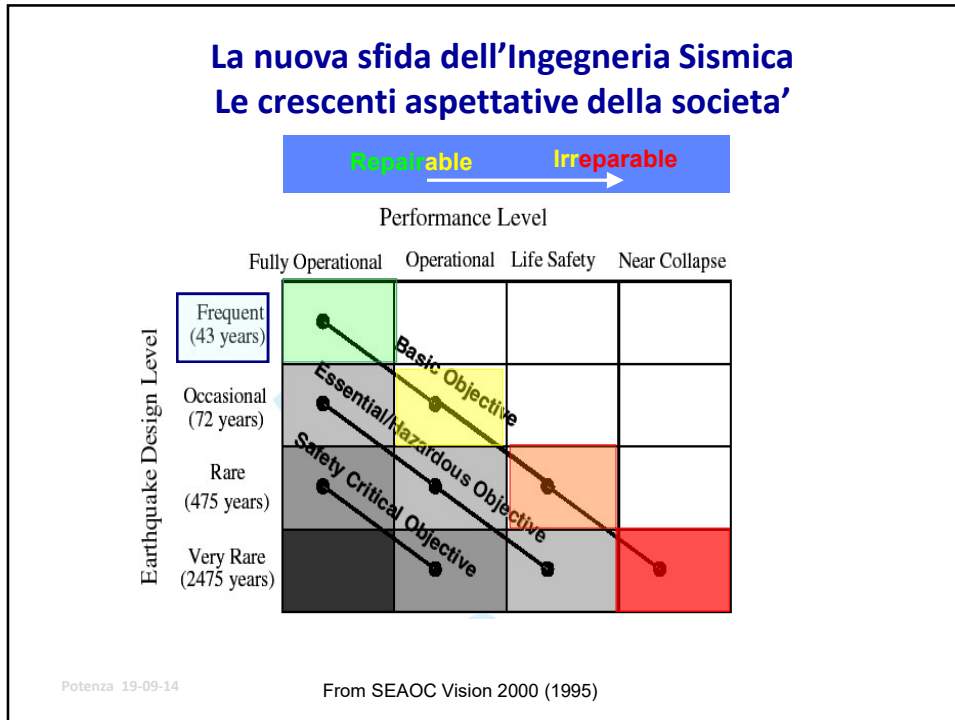 La nuova sfida dell'Ingegneria Sismica
Le crescenti aspettative della societa'
Repairable
Irreparable
Performance Level
Fully Operational
Operational
Life Safety
Near Collapse
Earthquake Design Level
Frequent
(43 years)
Occasional
(72 years)
Rare
(475 years)
Very Rare
(2475 years)
Basic Objective
Essential/Hazardous Objective
Safety Critical Objective
Potenza 19-09-14
From SEAOC Vision 2000 (1995)